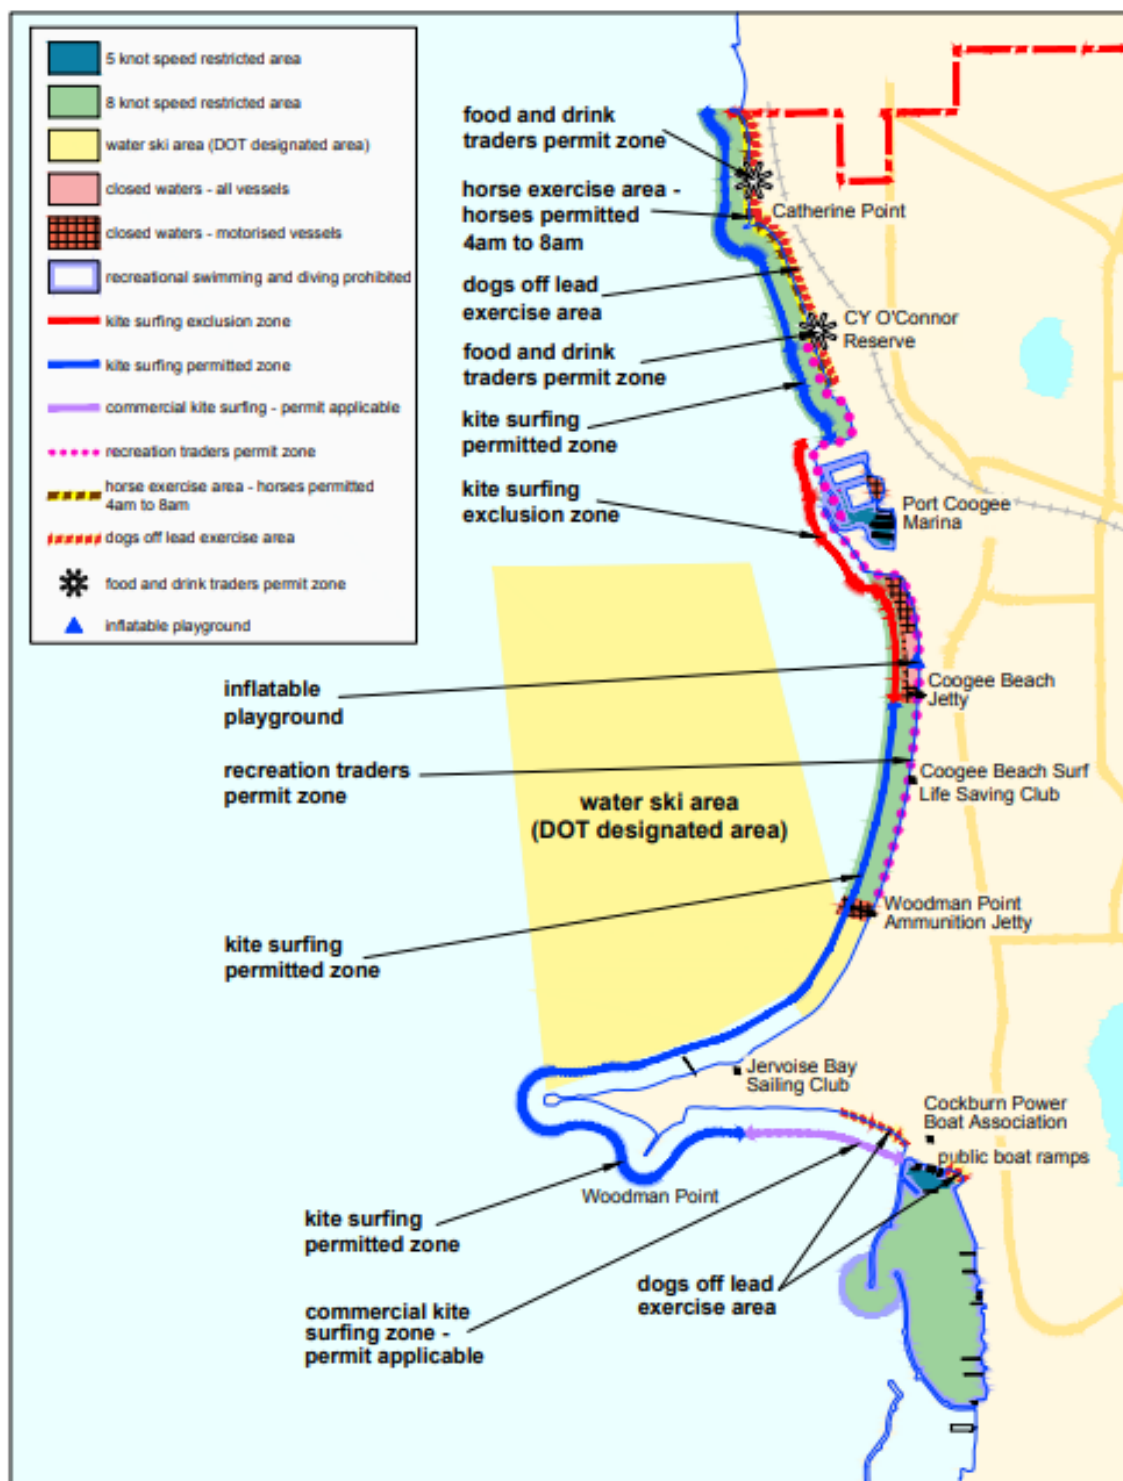 5 knot speed restricted area
8 knot speed restricted area
water ski area (DOT designated area)
closed waters - all vessels
closed waters - motorised vessels
recreational swimming and diving prohibited
kite surfing exclusion zone
kite surfing permitted zone
commercial kite surfing - permit applicable
recreation traders permit zone
horse exercise area - horses permitted
4am to 8am
dogs off lead exercise area
food and drink traders permit zone
inflatable playground
food and drink
traders permit zone
horse exercise area -
horses permitted
4am to 8am
Catherine Point
dogs off lead
exercise area
CY O'Connor
Reserve
food and drink
traders permit zone
kite surfing
permitted zone
kite surfing
exclusion zone
Port Coogee
Marina
inflatable
playground
Coogee Beach
Jetty
recreation traders
permit zone
Coogee Beach Surf
Life Saving Club
water ski area
(DOT designated area)
Woodman Point
Ammunition Jetty
kite surfing
permitted zone
Jervoise Bay
Sailing Club
Cockburn Power
Boat Association
public boat ramps
Woodman Point
kite surfing
permitted zone
dogs off lead
exercise area
commercial kite
surfing zone -
permit applicable